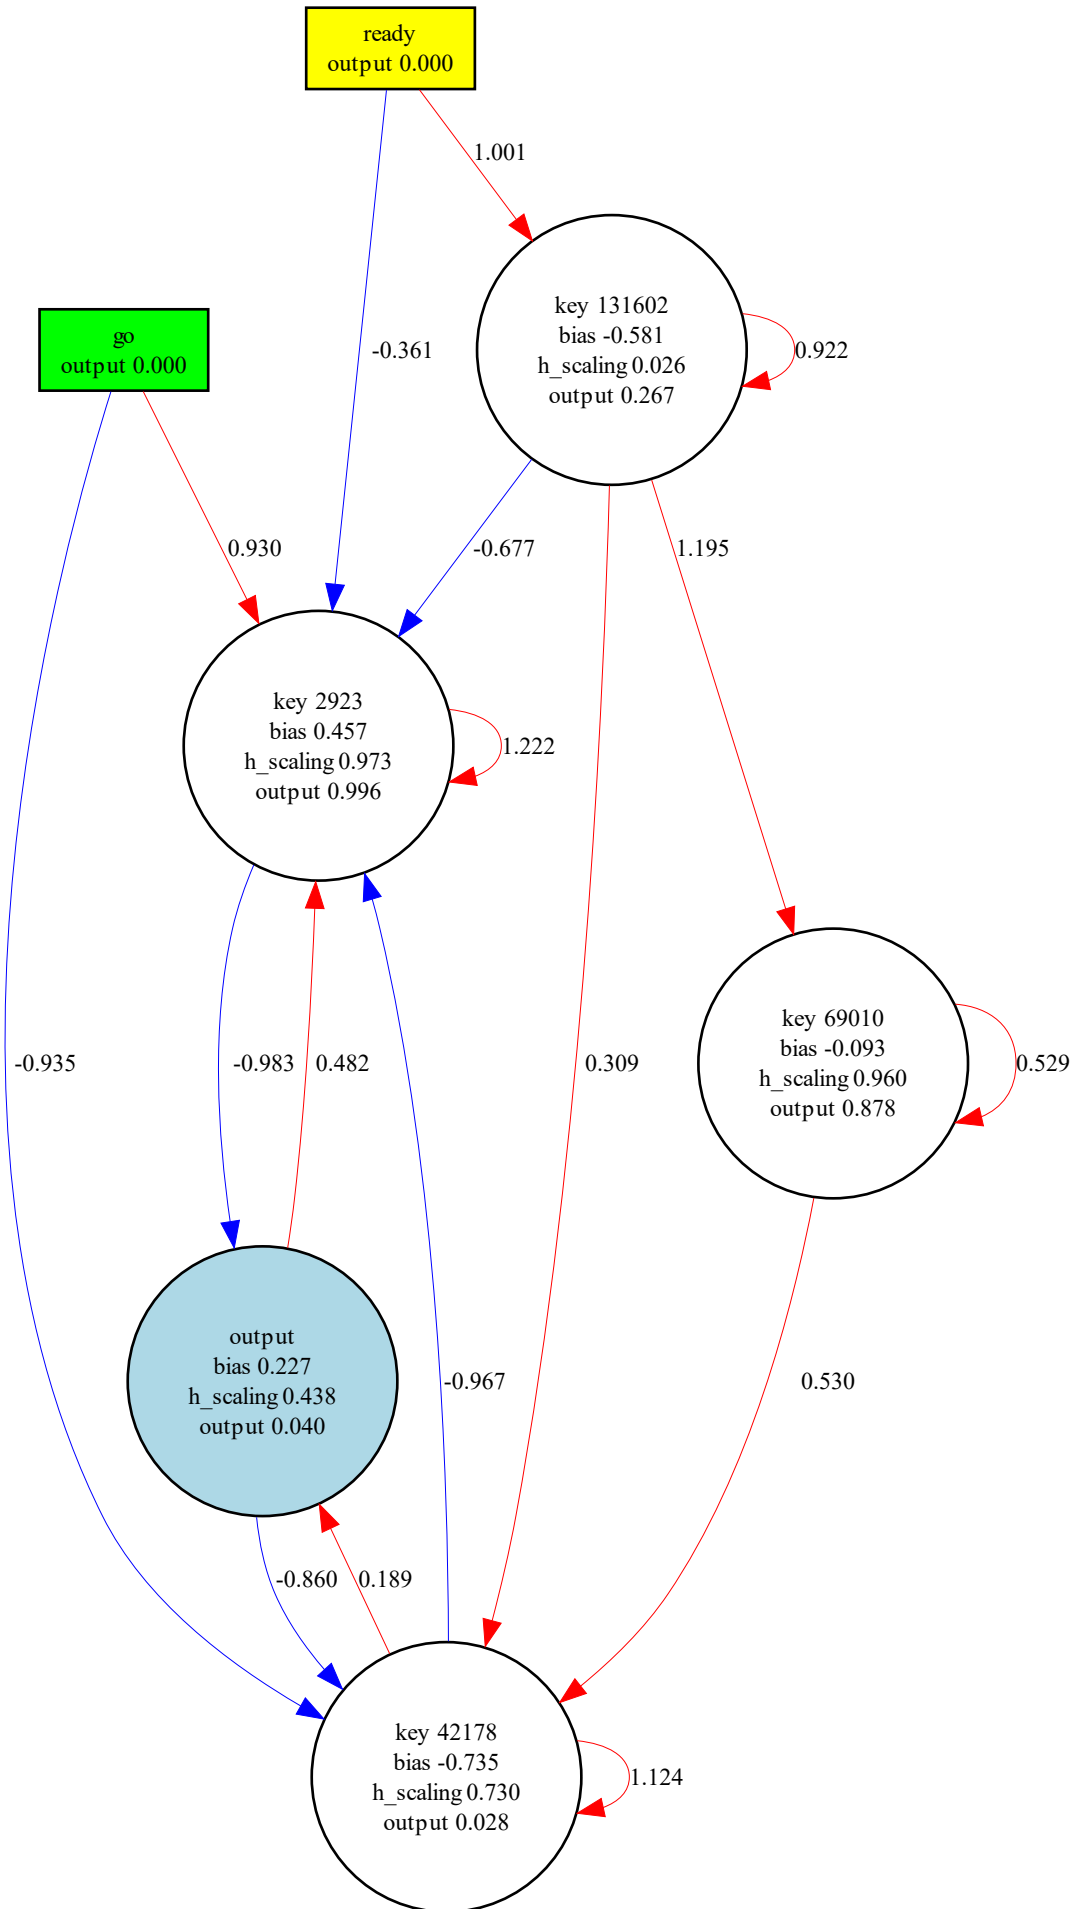 ready
output 0.000
1.001
go
output 0.000
-0.361
key 131602
bias -0.581
h_scaling 0.026
output 0.267
0.922
0.930
-0.677
1.195
key 2923
bias 0.457
h_scaling 0.973
output 0.996
1.222
-0.935
-0.983
0.482
0.309
key 69010
bias -0.093
h_scaling 0.960
output 0.878
0.529
output
bias 0.227
h_scaling 0.438
output 0.040
-0.967
0.530
-0.860
0.189
key 42178
bias -0.735
h_scaling 0.730
output 0.028
1.124